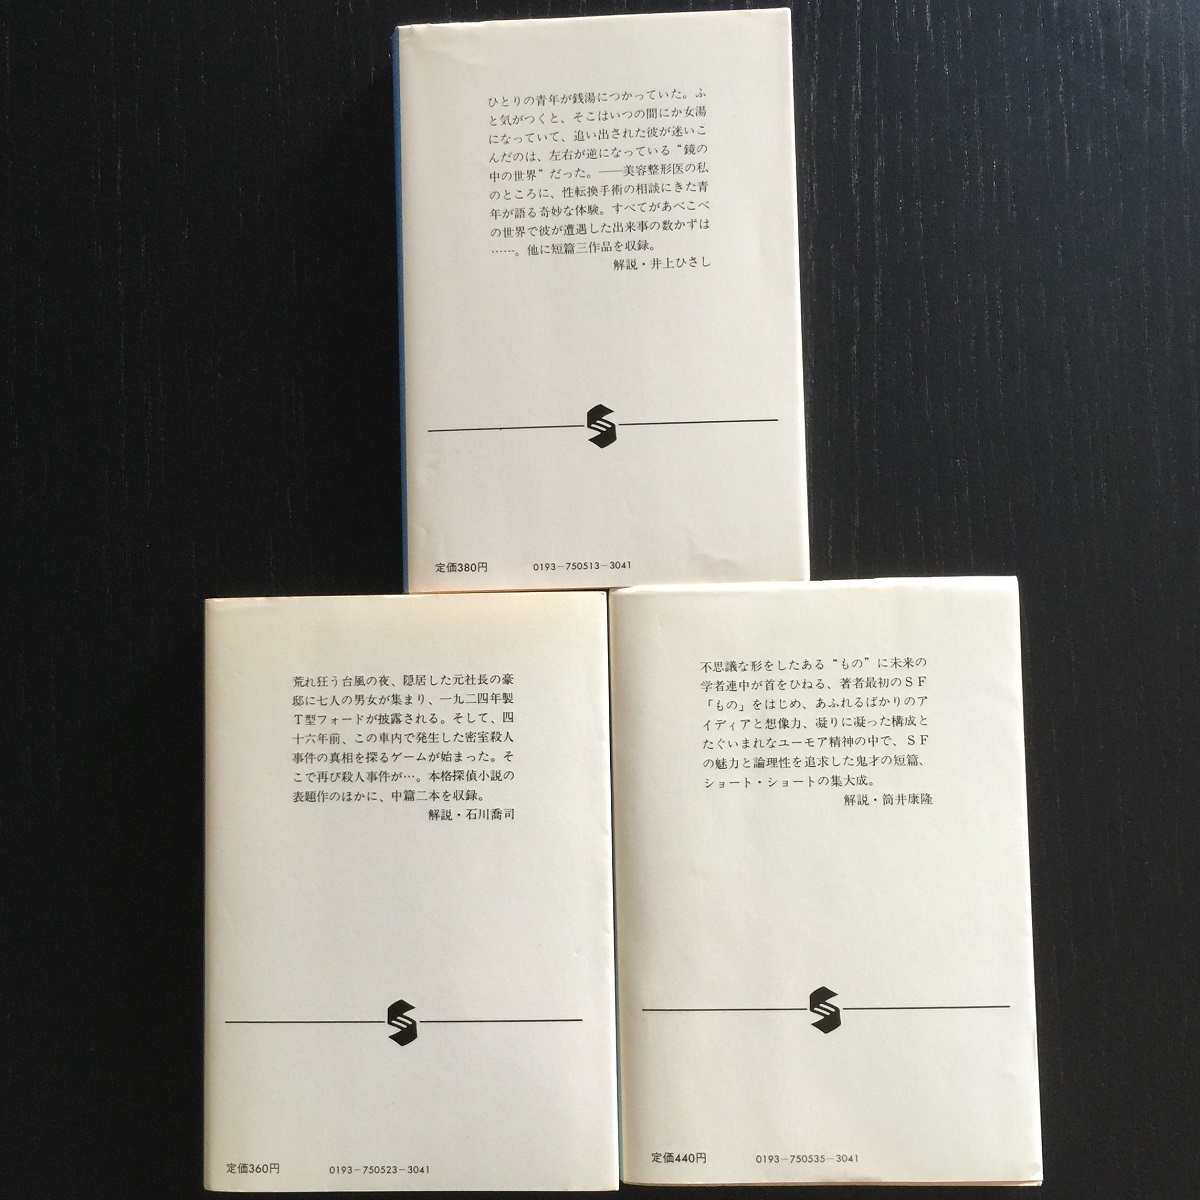 ひとりの青年が銭湯につかっていた。ふ
と気がつくと、そこはいつの間にか女湯
になっていて、追い出された彼が迷いこ
んだのは、左右が逆になっている“鏡の
中の世界”だった。――美容整形医の私
のところに、性転換手術の相談にきた青
年が語る奇妙な体験。すべてがあべこべ
の世界で彼が遭遇した出来事の数かずは
……。他に短篇三作品を収録。
解説・井上ひさし
定価380円 0193-750513-3041
荒れ狂う台風の夜、隠居した元社長の豪
邸に七人の男女が集まり、一九二四年製
T型フォードが披露される。そして、四
十六年前、この車内で発生した密室殺人
事件の真相を探るゲームが始まった。そ
こで再び殺人事件が…。本格探偵小説の
表題作のほかに、中篇二本を収録。
解説・石川喬司
定価360円 0193-750523-3041
不思議な形をしたある“もの”に未来の
学者連中が首をひねる、著者最初のSF
「もの」をはじめ、あふれるばかりのア
イディアと想像力、凝りに凝った構成と
たぐいまれなユーモア精神の中で、SF
の魅力と論理性を追求した鬼才の短篇、
ショート・ショートの集大成。
解説・筒井康隆
定価440円 0193-750535-3041